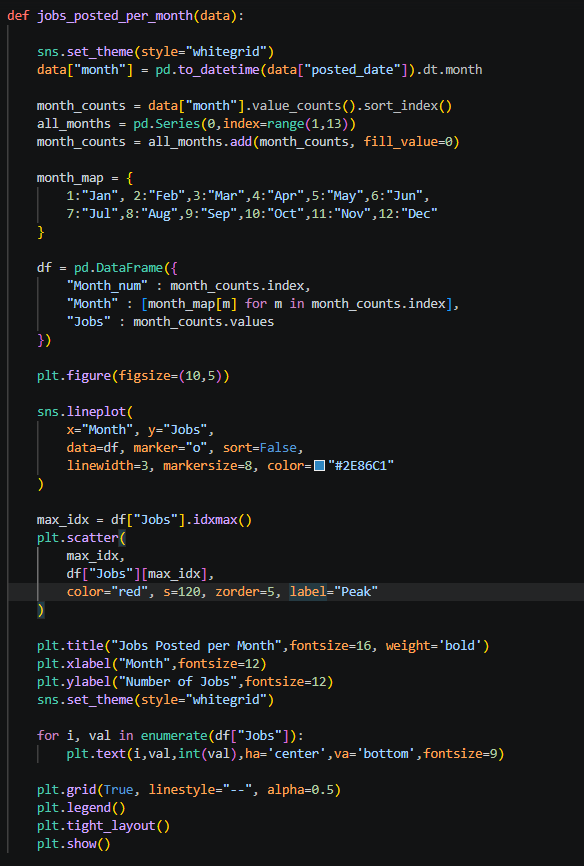 def jobs_posted_per_month(data):
    sns.set_theme(style="whitegrid")
    data["month"] = pd.to_datetime(data["posted_date"]).dt.month
    month_counts = data["month"].value_counts().sort_index()
    all_months = pd.Series(0,index=range(1,13))
    month_counts = all_months.add(month_counts, fill_value=0)
    month_map = {
        1:"Jan", 2:"Feb",3:"Mar",4:"Apr",5:"May",6:"Jun",
        7:"Jul",8:"Aug",9:"Sep",10:"Oct",11:"Nov",12:"Dec"
    }
    df = pd.DataFrame({
        "Month_num" : month_counts.index,
        "Month" : [month_map[m] for m in month_counts.index],
        "Jobs" : month_counts.values
    })
    plt.figure(figsize=(10,5))
    sns.lineplot(
        x="Month", y="Jobs",
        data=df, marker="o", sort=False,
        linewidth=3, markersize=8, color="#2E86C1"
    )
    max_idx = df["Jobs"].idxmax()
    plt.scatter(
        max_idx,
        df["Jobs"][max_idx],
        color="red", s=120, zorder=5, label="Peak"
    )
    plt.title("Jobs Posted per Month",fontsize=16, weight='bold')
    plt.xlabel("Month",fontsize=12)
    plt.ylabel("Number of Jobs",fontsize=12)
    sns.set_theme(style="whitegrid")
    for i, val in enumerate(df["Jobs"]):
        plt.text(i,val,int(val),ha='center',va='bottom',fontsize=9)
    plt.grid(True, linestyle="--", alpha=0.5)
    plt.legend()
    plt.tight_layout()
    plt.show()